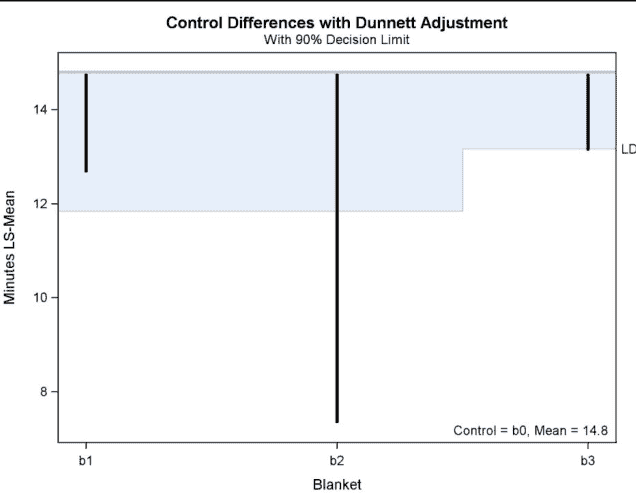 Control Differences with Dunnett Adjustment
With 90% Decision Limit
14
12
10
8
Minutes LS-Mean
LD
Control = b0, Mean = 14.8
b1 b2 b3
Blanket